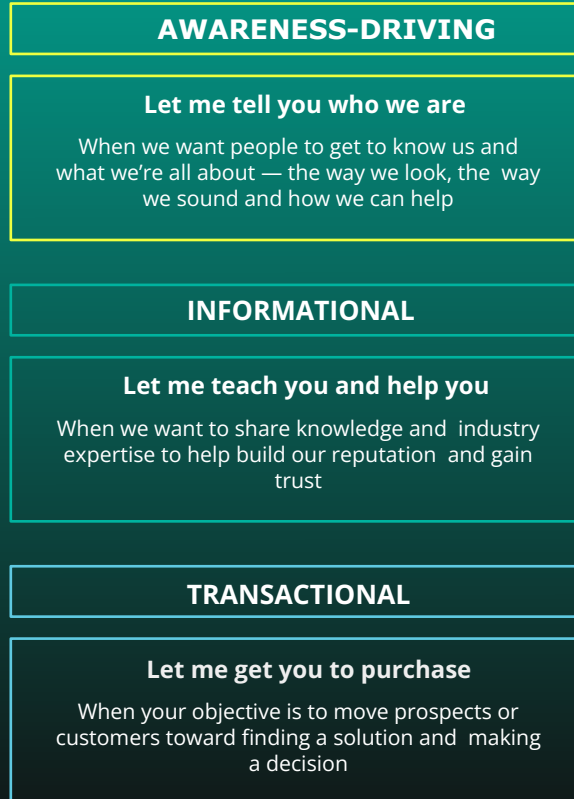 AWARENESS-DRIVING
Let me tell you who we are
When we want people to get to know us and
what we’re all about — the way we look, the way
we sound and how we can help
INFORMATIONAL
Let me teach you and help you
When we want to share knowledge and industry
expertise to help build our reputation and gain
trust
TRANSACTIONAL
Let me get you to purchase
When your objective is to move prospects or
customers toward finding a solution and making
a decision